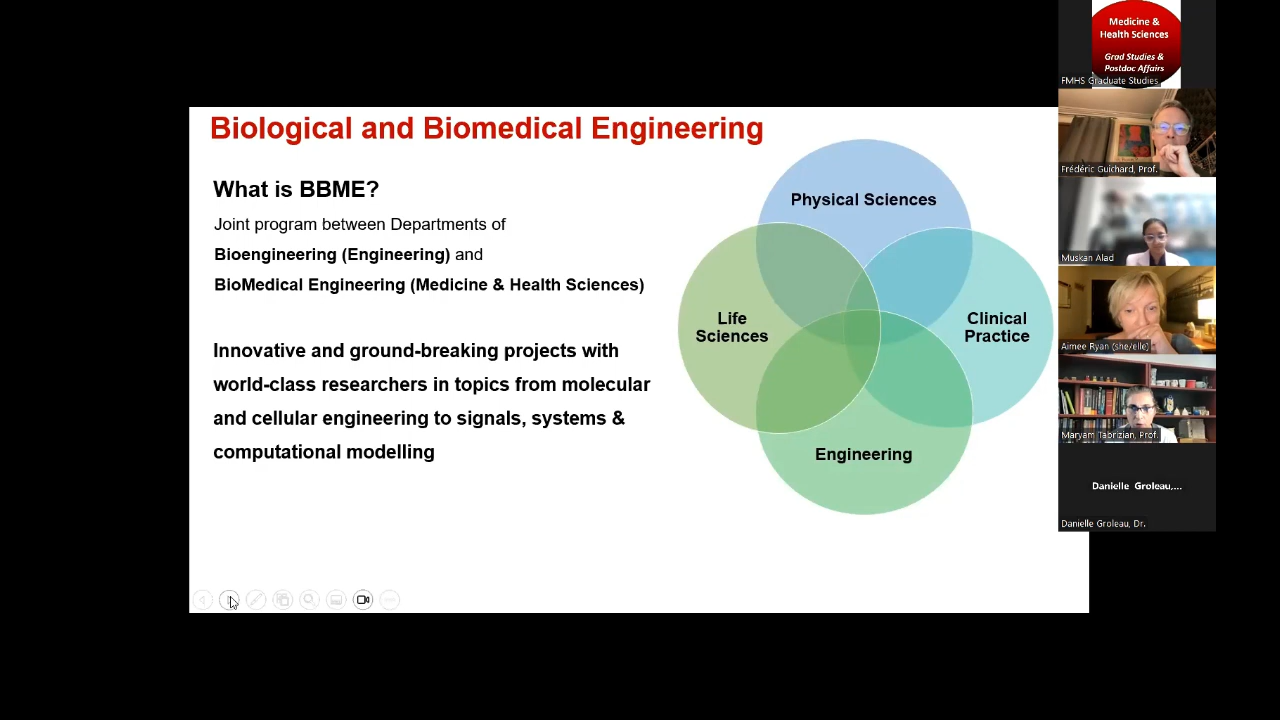 Biological and Biomedical Engineering
What is BBME?
Joint program between Departments of
Bioengineering (Engineering) and
BioMedical Engineering (Medicine & Health Sciences)
Innovative and ground-breaking projects with
world-class researchers in topics from molecular
and cellular engineering to signals, systems &
computational modelling
Physical Sciences
Life
Sciences
Clinical
Practice
Engineering
Medicine &
Health Sciences
Grad Studies &
Postdoc Affairs
FMHS Graduate Studies
Frédéric Guichard, Prof.
Muskan Alad
Aimee Ryan (she/elle)
Maryam Tabrizian, Prof.
Danielle Groleau,...
Danielle Groleau, Dr.